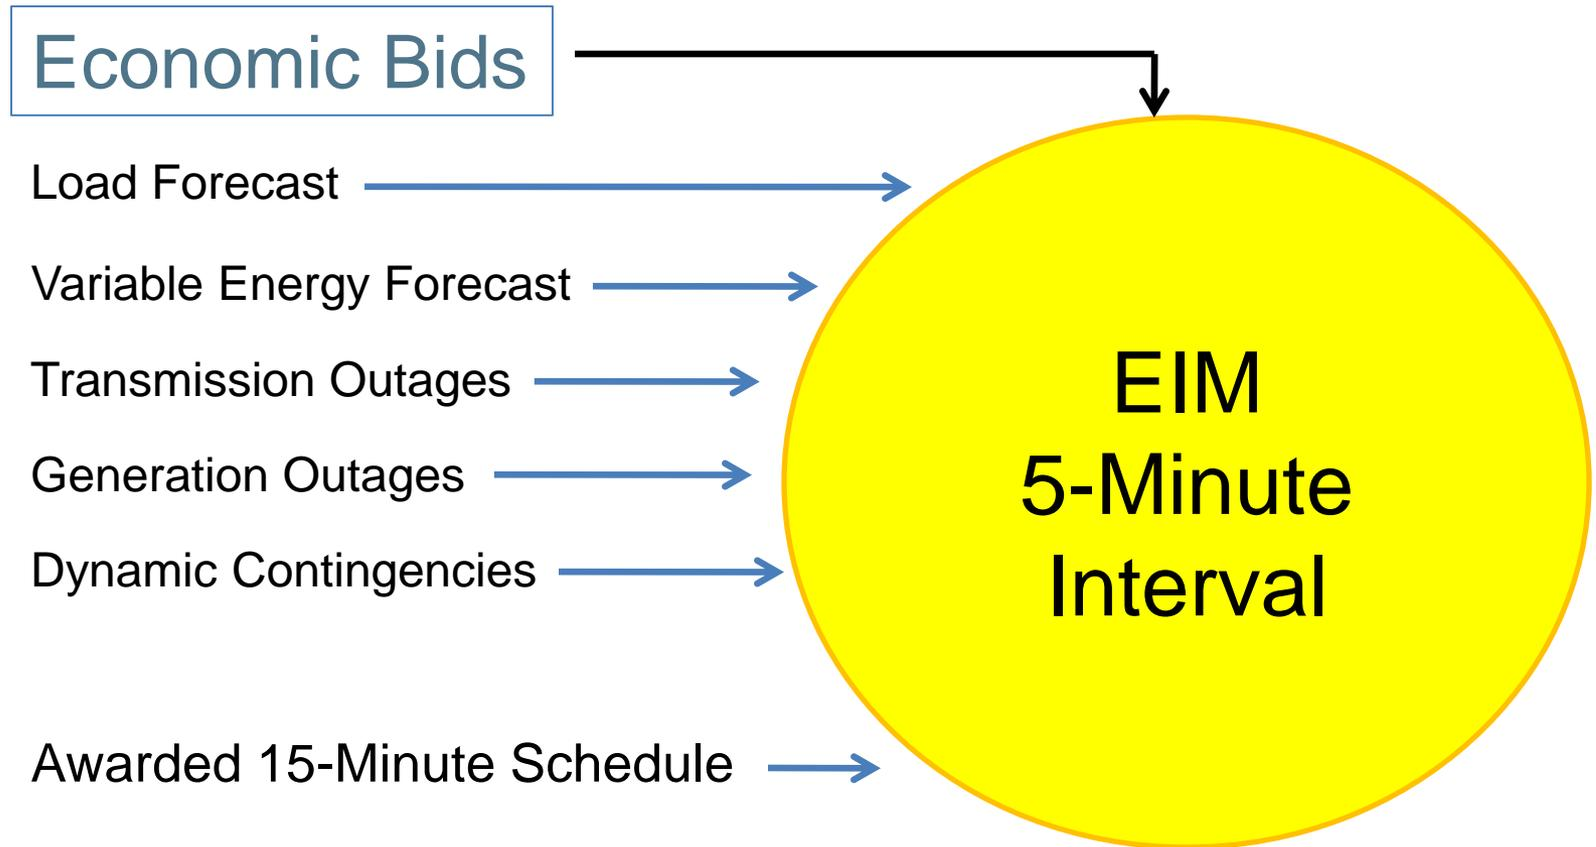 Economic Bids
Load Forecast
Variable Energy Forecast
Transmission Outages
Generation Outages
Dynamic Contingencies
Awarded 15-Minute Schedule
EIM
5-Minute
Interval